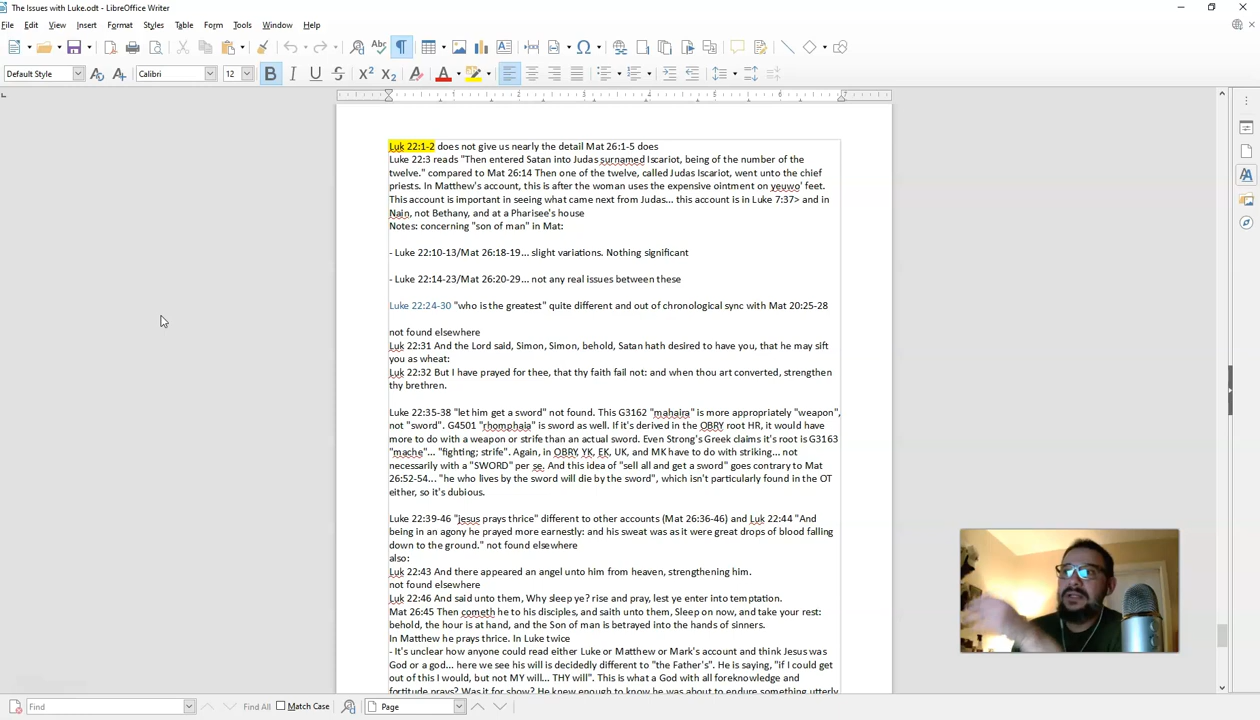 The Issues with Luke.odt - LibreOffice Writer
File Edit View Insert Format Styles Table Form Tools Window Help
Default Style Calibri 12
1 2 3 4 5 6 7
Luk 22:1-2 does not give us nearly the detail Mat 26:1-5 does
Luke 22:3 reads "Then entered Satan into Judas surnamed Iscariot, being of the number of the
twelve." compared to Mat 26:14 Then one of the twelve, called Judas Iscariot, went unto the chief
priests. In Matthew's account, this is after the woman uses the expensive ointment on yeuwo' feet.
This account is important in seeing what came next from Judas... this account is in Luke 7:37> and in
Nain, not Bethany, and at a Pharisee's house
Notes: concerning "son of man" in Mat:
- Luke 22:10-13/Mat 26:18-19... slight variations. Nothing significant
- Luke 22:14-23/Mat 26:20-29... not any real issues between these
Luke 22:24-30 "who is the greatest" quite different and out of chronological sync with Mat 20:25-28
not found elsewhere
Luk 22:31 And the Lord said, Simon, Simon, behold, Satan hath desired to have you, that he may sift
you as wheat:
Luk 22:32 But I have prayed for thee, that thy faith fail not: and when thou art converted, strengthen
thy brethren.
Luke 22:35-38 "let him get a sword" not found. This G3162 "mahaira" is more appropriately "weapon",
not "sword". G4501 "rhomphaia" is sword as well. If it's derived in the OBRY root HR, it would have
more to do with a weapon or strife than an actual sword. Even Strong's Greek claims it's root is G3163
"mache"... "fighting; strife". Again, in OBRY, YK, EK, UK, and MK have to do with striking... not
necessarily with a "SWORD" per se. And this idea of "sell all and get a sword" goes contrary to Mat
26:52-54... "he who lives by the sword will die by the sword", which isn't particularly found in the OT
either, so it's dubious.
Luke 22:39-46 "jesus prays thrice" different to other accounts (Mat 26:36-46) and Luk 22:44 "And
being in an agony he prayed more earnestly: and his sweat was as it were great drops of blood falling
down to the ground." not found elsewhere
also:
Luk 22:43 And there appeared an angel unto him from heaven, strengthening him.
not found elsewhere
Luk 22:46 And said unto them, Why sleep ye? rise and pray, lest ye enter into temptation.
Mat 26:45 Then cometh he to his disciples, and saith unto them, Sleep on now, and take your rest:
behold, the hour is at hand, and the Son of man is betrayed into the hands of sinners.
In Matthew he prays thrice. In Luke twice
- It's unclear how anyone could read either Luke or Matthew or Mark's account and think Jesus was
God or a god... here we see his will is decidedly different to "the Father's". He is saying, "if I could get
out of this I would, but not MY will... THY will". This is what a God with all foreknowledge and
fortitude prays? Was it for show? He knew enough to know he was about to endure something utterly
Find Find All Match Case Page